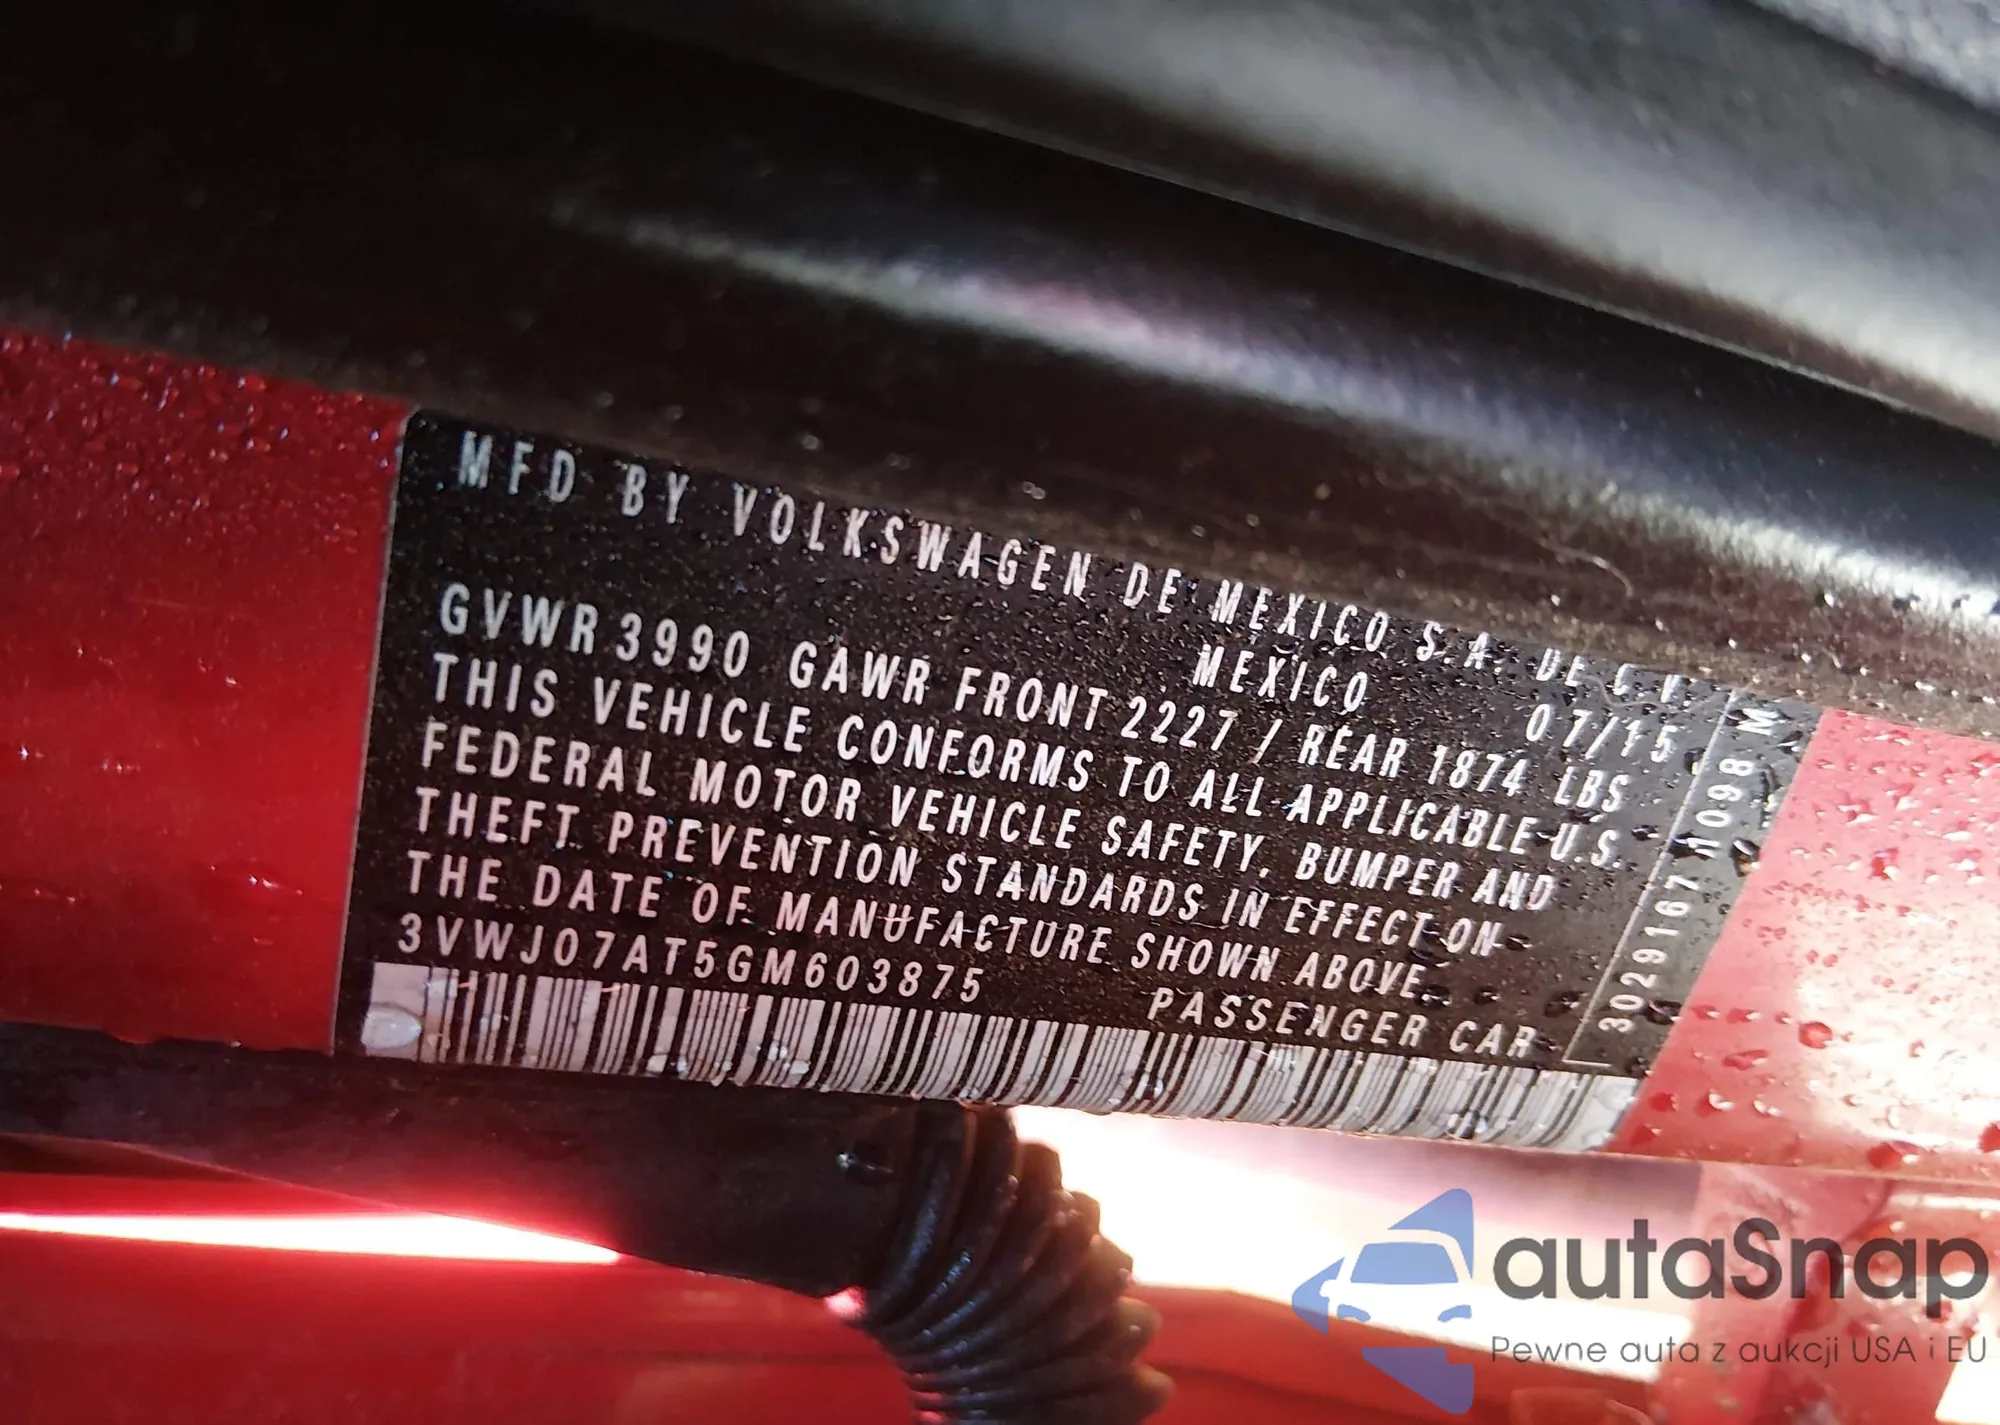 MFD BY VOLKSWAGEN DE MEXICO S.A. DE C.V.
MEXICO
07/15
GVWR 3990 GAWR FRONT 2227 / REAR 1874 LBS
THIS VEHICLE CONFORMS TO ALL APPLICABLE U.S.
FEDERAL MOTOR VEHICLE SAFETY, BUMPER AND
THEFT PREVENTION STANDARDS IN EFFECT ON
THE DATE OF MANUFACTURE SHOWN ABOVE.
3VWJ07AT5GM603875
PASSENGER CAR
3029167 1098 M
autaSnap
Pewne auta z aukcji USA i EU